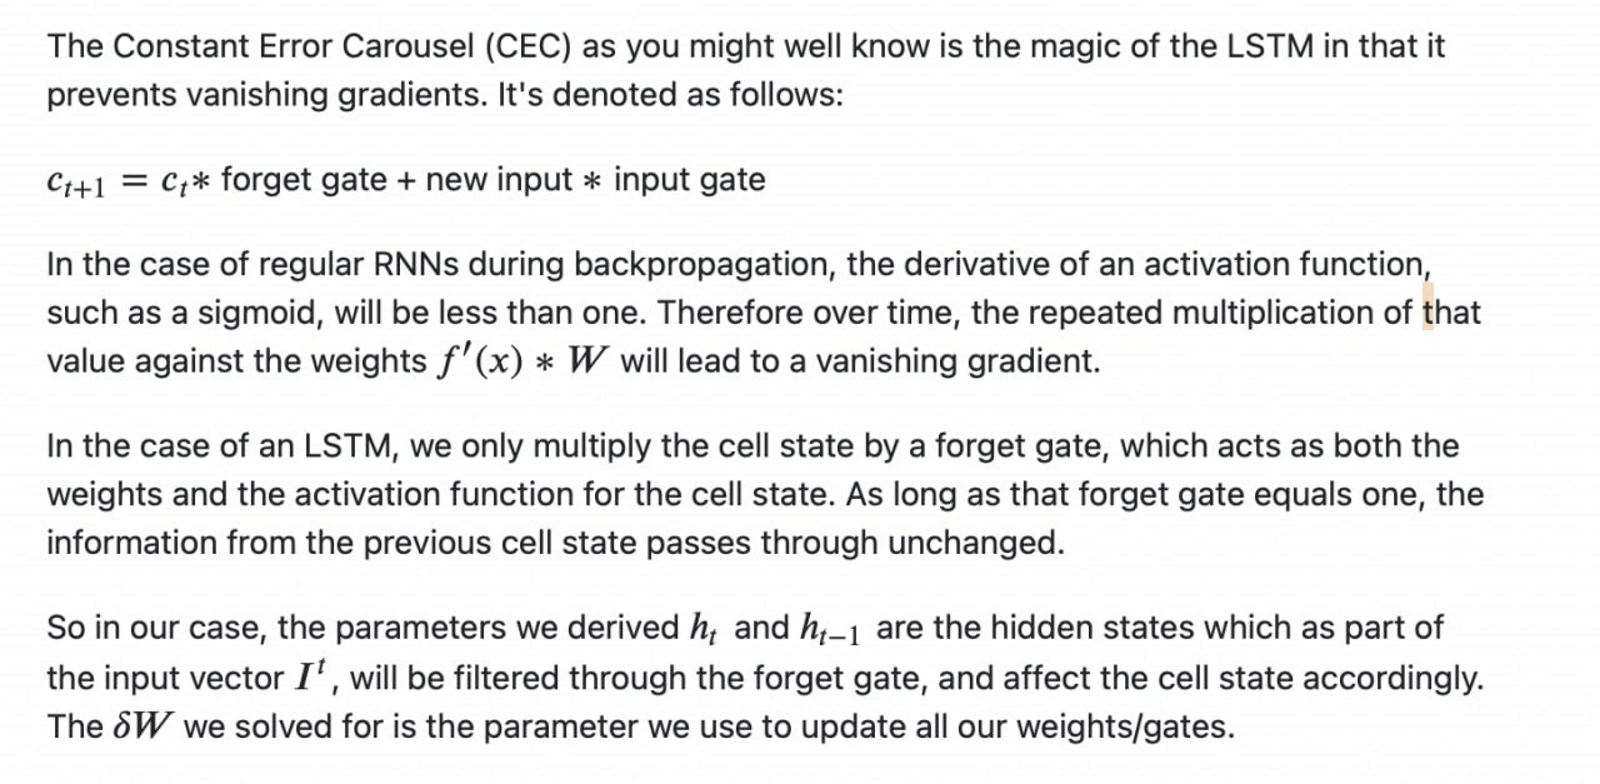 The Constant Error Carousel (CEC) as you might well know is the magic of the LSTM in that it
prevents vanishing gradients. It's denoted as follows:
c_{t+1} = c_t* forget gate + new input * input gate
In the case of regular RNNs during backpropagation, the derivative of an activation function,
such as a sigmoid, will be less than one. Therefore over time, the repeated multiplication of that
value against the weights f′(x) * W will lead to a vanishing gradient.
In the case of an LSTM, we only multiply the cell state by a forget gate, which acts as both the
weights and the activation function for the cell state. As long as that forget gate equals one, the
information from the previous cell state passes through unchanged.
So in our case, the parameters we derived h_t and h_{t−1} are the hidden states which as part of
the input vector I^t, will be filtered through the forget gate, and affect the cell state accordingly.
The δW we solved for is the parameter we use to update all our weights/gates.